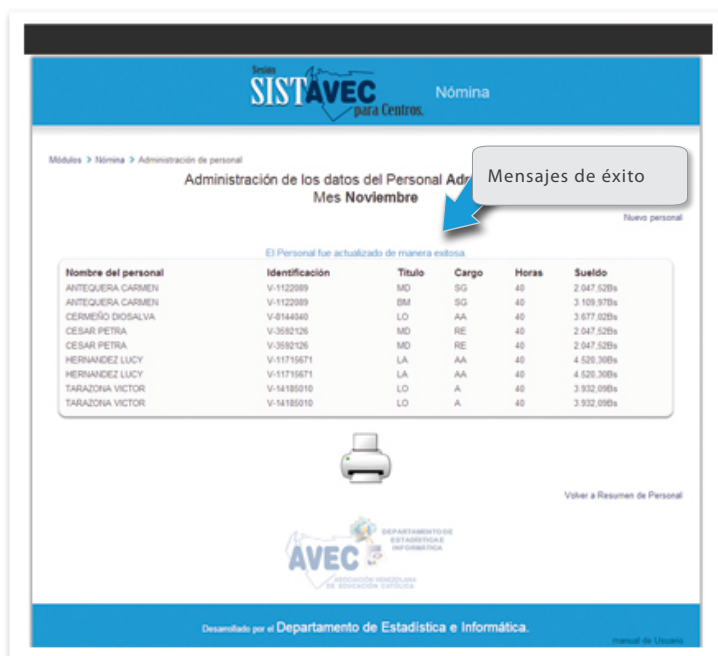 Sesión
SISTAVEC
para Centros.
Nómina
Módulos > Nómina > Administración de personal
Administración de los datos del Personal Adm
Mes Noviembre
Mensajes de éxito
Nuevo personal
El Personal fue actualizado de manera exitosa
Nombre del personal Identificación Titulo Cargo Horas Sueldo
ANTEQUERA CARMEN V-1122089 MD SG 40 2.047,52Bs
ANTEQUERA CARMEN V-1122089 BM SG 40 3.109,97Bs
CERMEÑO DIOSALVA V-8144040 LO AA 40 3.677,02Bs
CESAR PETRA V-3592126 MD RE 40 2.047,52Bs
CESAR PETRA V-3592126 MD RE 40 2.047,52Bs
HERNANDEZ LUCY V-11715671 LA AA 40 4.520,30Bs
HERNANDEZ LUCY V-11715671 LA AA 40 4.520,30Bs
TARAZONA VICTOR V-14185010 LO A 40 3.932,09Bs
TARAZONA VICTOR V-14185010 LO A 40 3.932,09Bs
Volver a Resumen de Personal
DEPARTAMENTO DE
ESTADÍSTICA E
INFORMÁTICA
AVEC
ASOCIACIÓN VENEZOLANA
DE EDUCACIÓN CATÓLICA
Desarrollado por el Departamento de Estadística e Informática.
manual de Usuario